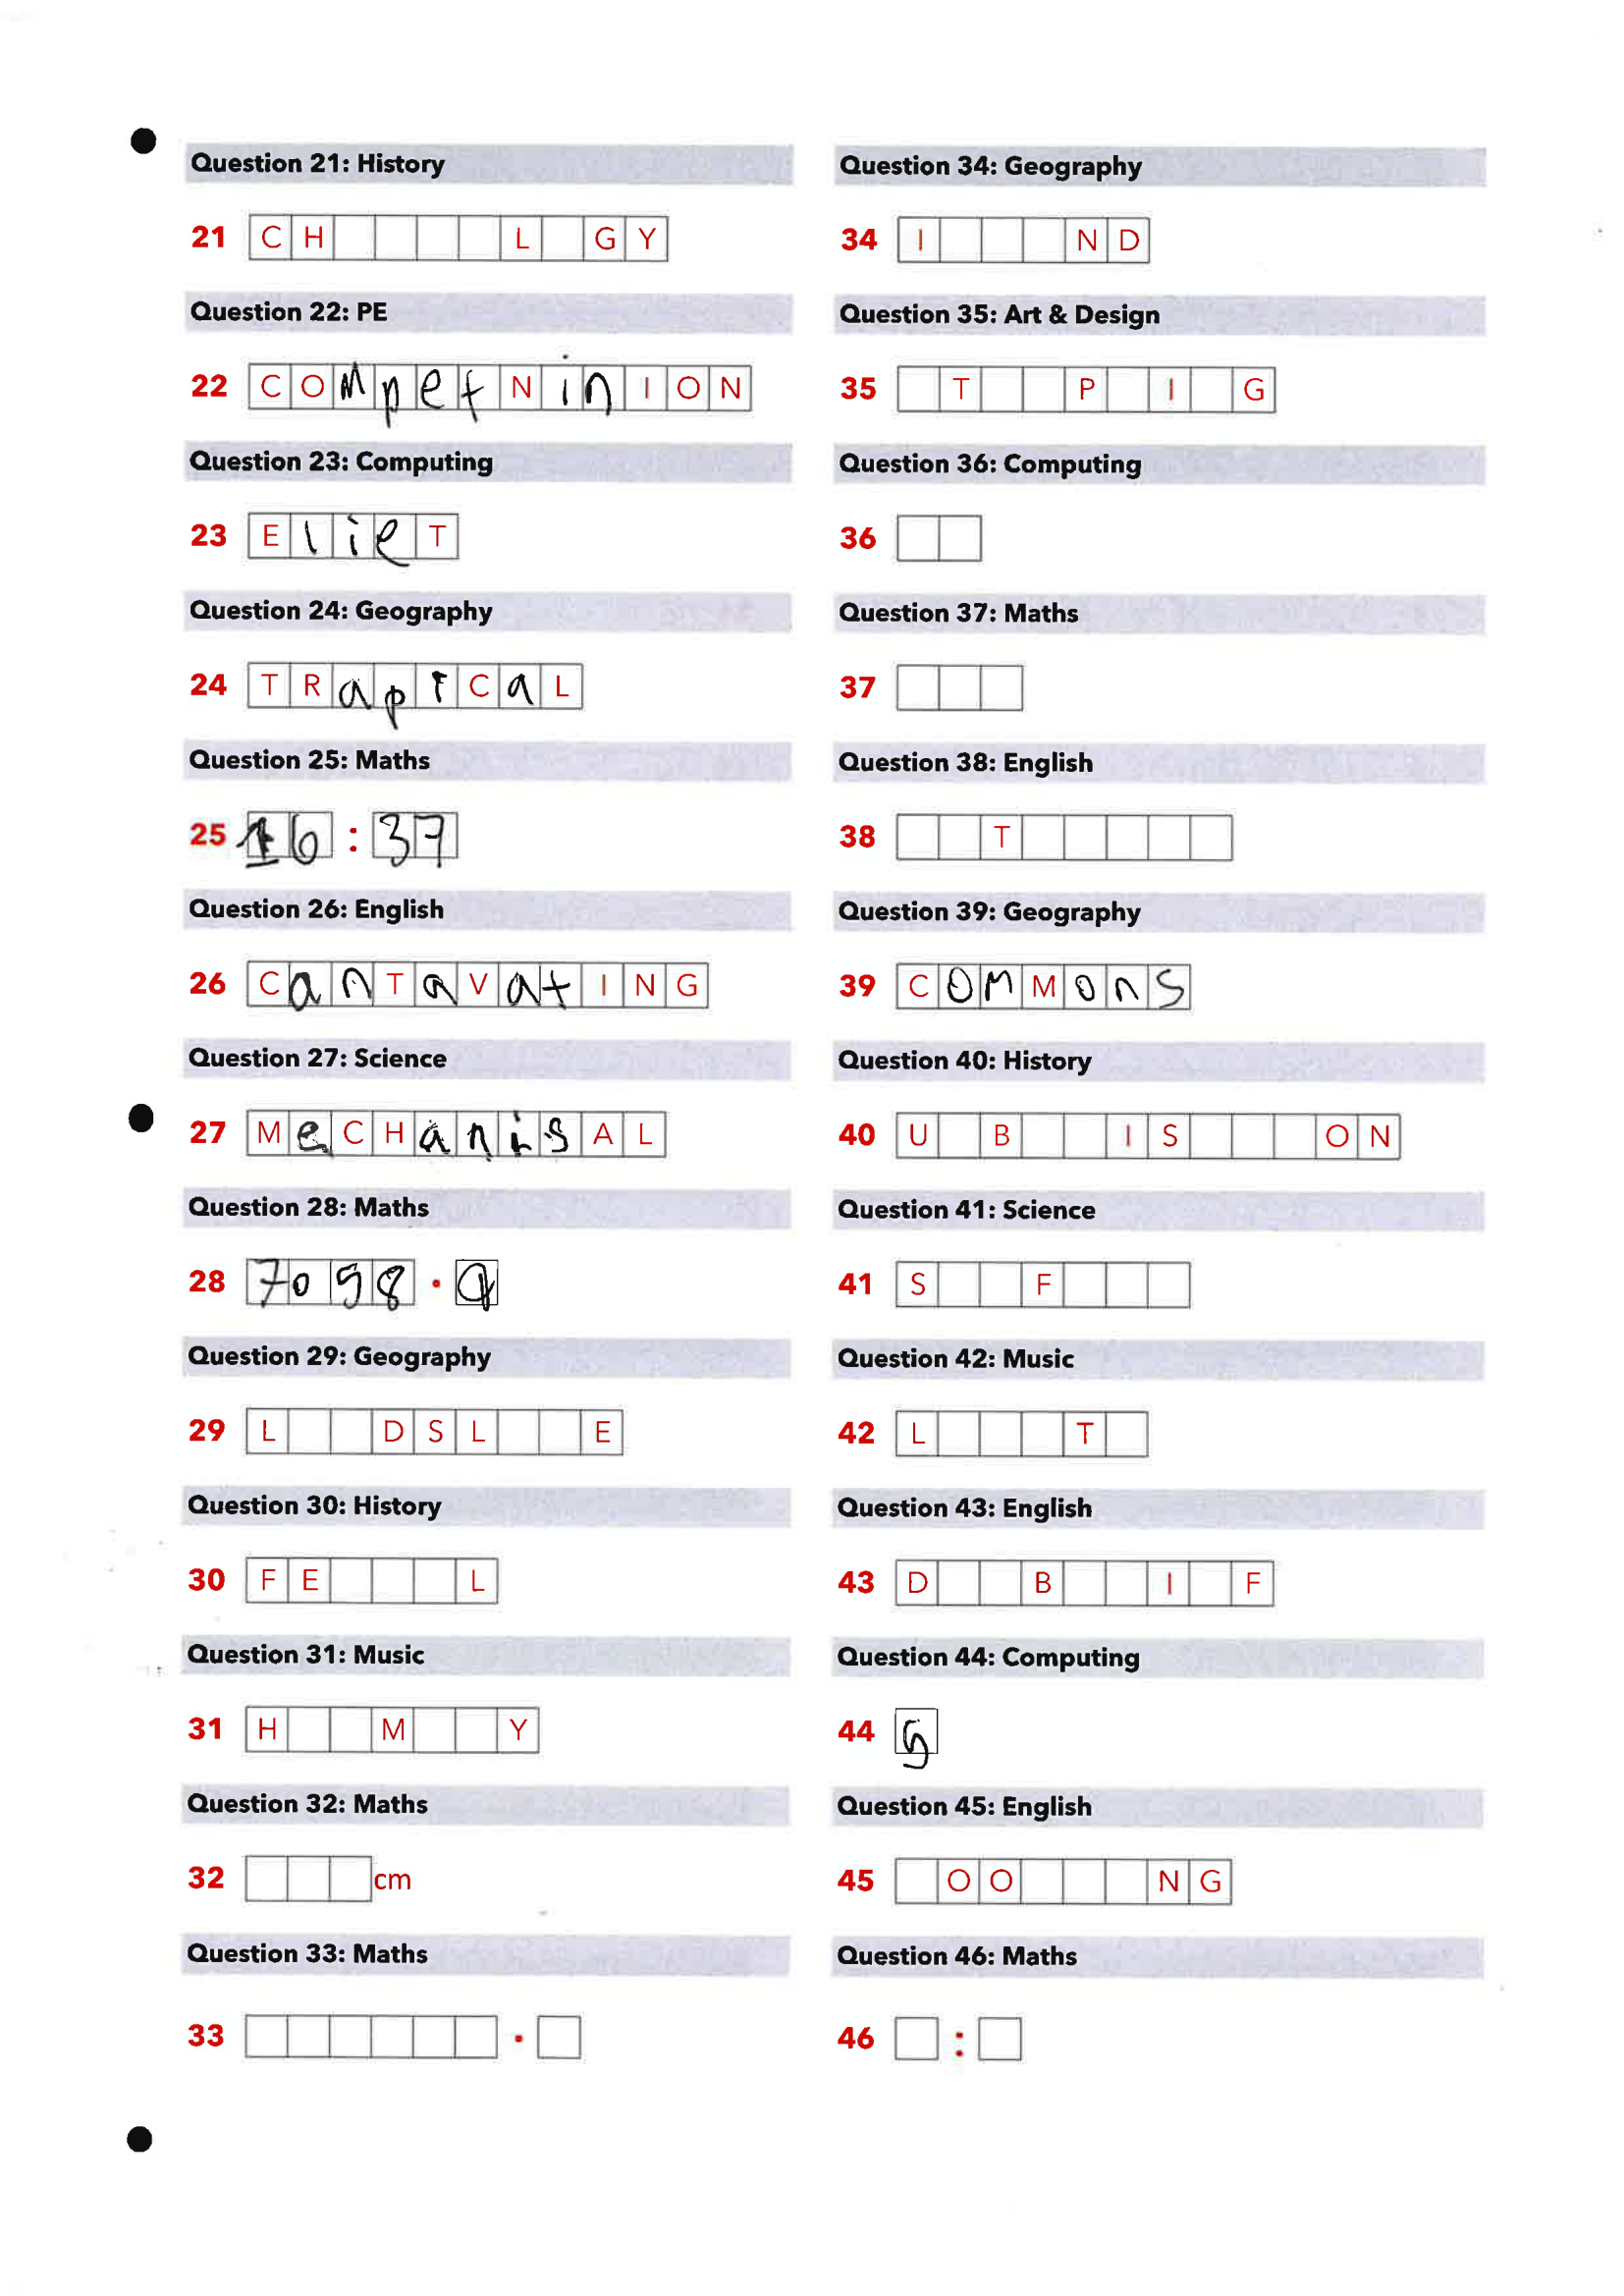 Question 21: History
21 C H L G Y
Question 22: PE
22 C O m p e t N i n I O N
Question 23: Computing
23 E l i e T
Question 24: Geography
24 T R a p i C a L
Question 25: Maths
25 16 : 37
Question 26: English
26 C a n T a V a t I N G
Question 27: Science
27 M e C H a n i s A L
Question 28: Maths
28 7 0 9 8 . 9
Question 29: Geography
29 L D S L E
Question 30: History
30 F E L
Question 31: Music
31 H M Y
Question 32: Maths
32 cm
Question 33: Maths
33 .
Question 34: Geography
34 I N D
Question 35: Art & Design
35 T P I G
Question 36: Computing
36
Question 37: Maths
37
Question 38: English
38 T
Question 39: Geography
39 C O M M O n S
Question 40: History
40 U B I S O N
Question 41: Science
41 S F
Question 42: Music
42 L T
Question 43: English
43 D B I F
Question 44: Computing
44 5
Question 45: English
45 O O N G
Question 46: Maths
46 :